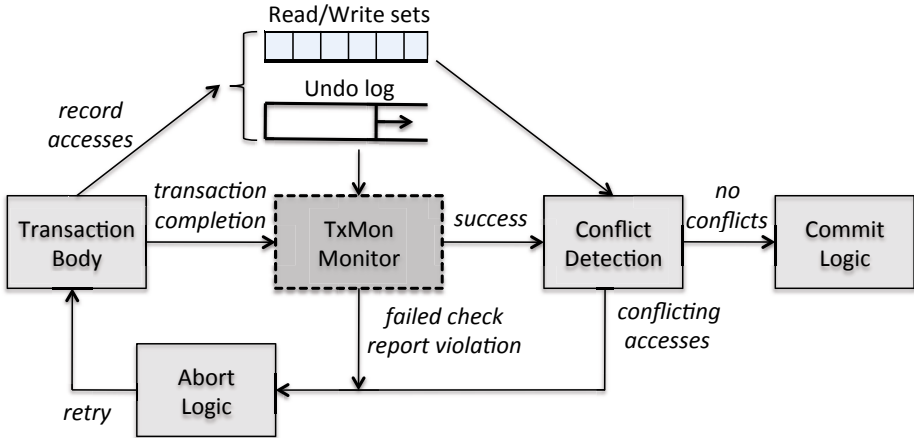 Read/Write sets
Undo log
record
accesses
transaction
completion
success
no
conflicts
Transaction
Body
TxMon
Monitor
Conflict
Detection
Commit
Logic
failed check
report violation
conflicting
accesses
Abort
Logic
retry